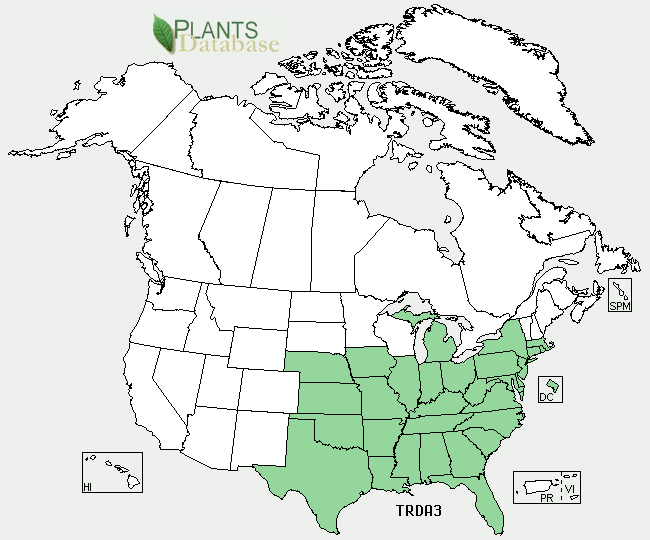 PLANTS
Database
SPM
DC
HI
PR
VI
TRDA3